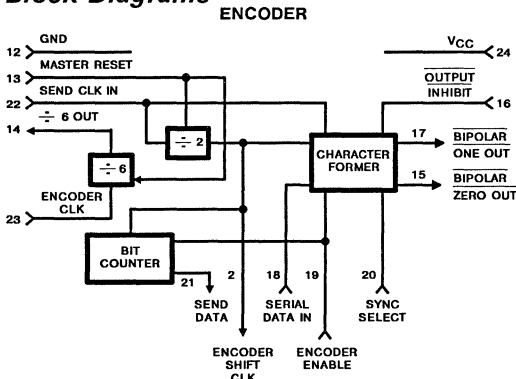 Block Diagrams
ENCODER
12 GND
VCC 24
13 MASTER RESET
22 SEND CLK IN
OUTPUT
INHIBIT 16
÷ 6 OUT
14
÷ 2
17 BIPOLAR
ONE OUT
CHARACTER
FORMER
÷ 6
15 BIPOLAR
ZERO OUT
ENCODER
CLK
23
BIT
COUNTER
21 2 18 19 20
SEND
DATA
SERIAL
DATA IN
SYNC
SELECT
ENCODER
SHIFT
CLK
ENCODER
ENABLE